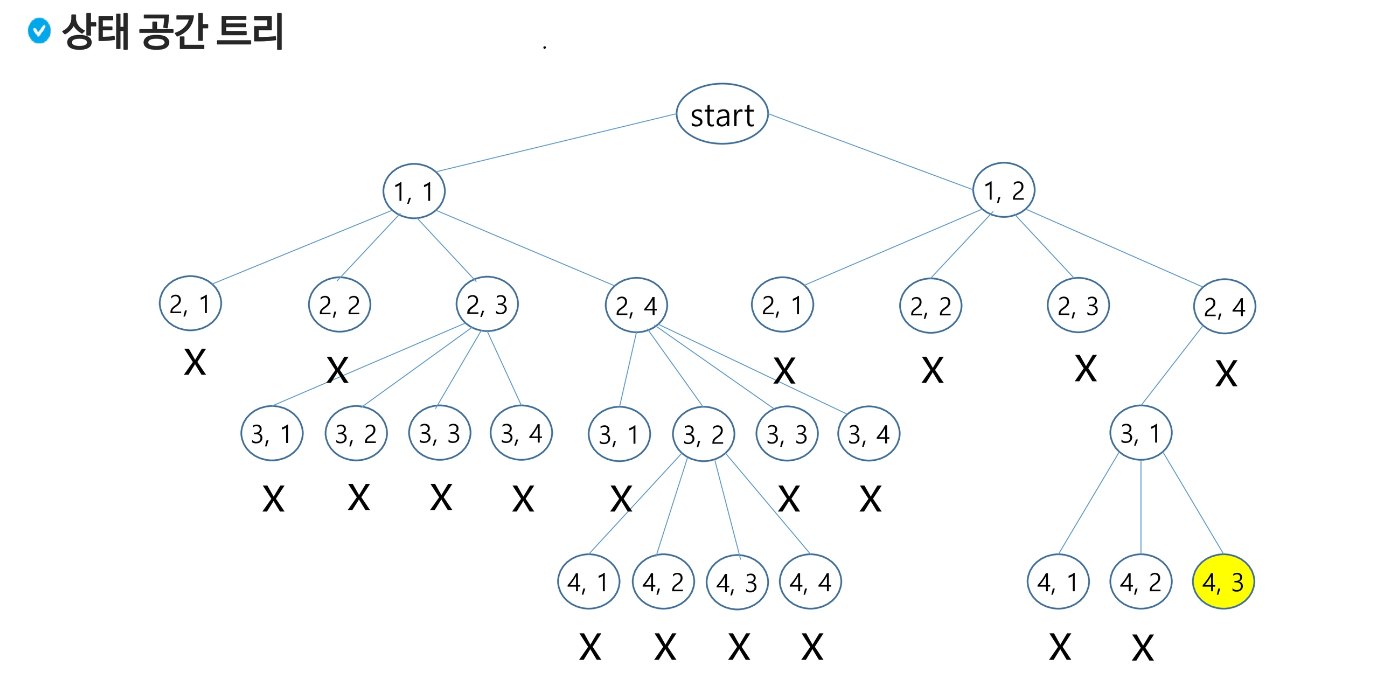 상태 공간 트리
start
1, 1 1, 2
2, 1 2, 2 2, 3 2, 4 2, 1 2, 2 2, 3 2, 4
X X X X X X
3, 1 3, 2 3, 3 3, 4 3, 1 3, 2 3, 3 3, 4 3, 1
X X X X X X X
4, 1 4, 2 4, 3 4, 4 4, 1 4, 2 4, 3
X X X X X X